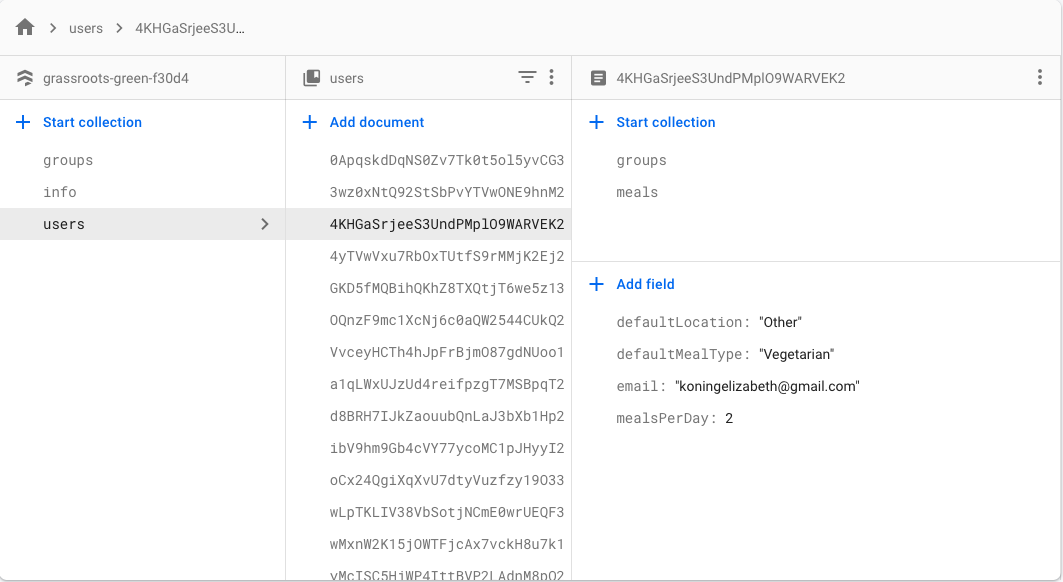 users
4KHGaSrjeeS3U...
grassroots-green-f30d4
Start collection
groups
info
users
users
Add document
0ApqskdDqNS0Zv7Tk0t5ol5yvCG3
3wz0xNtQ92StSbPvYTVwONE9hnM2
4KHGaSrjeeS3UndPMplO9WARVEK2
4yTVwVxu7RbOxTUtfS9rMMjK2Ej2
GKD5fMQBihQKhZ8TXQtjT6we5z13
OQnzF9mc1XcNj6c0aQW2544CUkQ2
VvceyHCTh4hJpFrBjmO87gdNUoo1
a1qLWxUJzUd4reifpzgT7MSBpqT2
d8BRH7IJkZaouubQnLaJ3bXb1Hp2
ibV9hm9Gb4cVY77ycoMC1pJHyyI2
oCx24QgiXqXvU7dtyVuzfzy19O33
wLpTKLIV38VbSotjNCmE0wrUEQF3
wMxnW2K15jOWTFjcAx7vckH8u7k1
4KHGaSrjeeS3UndPMplO9WARVEK2
Start collection
groups
meals
Add field
defaultLocation: "Other"
defaultMealType: "Vegetarian"
email: "koningelizabeth@gmail.com"
mealsPerDay: 2